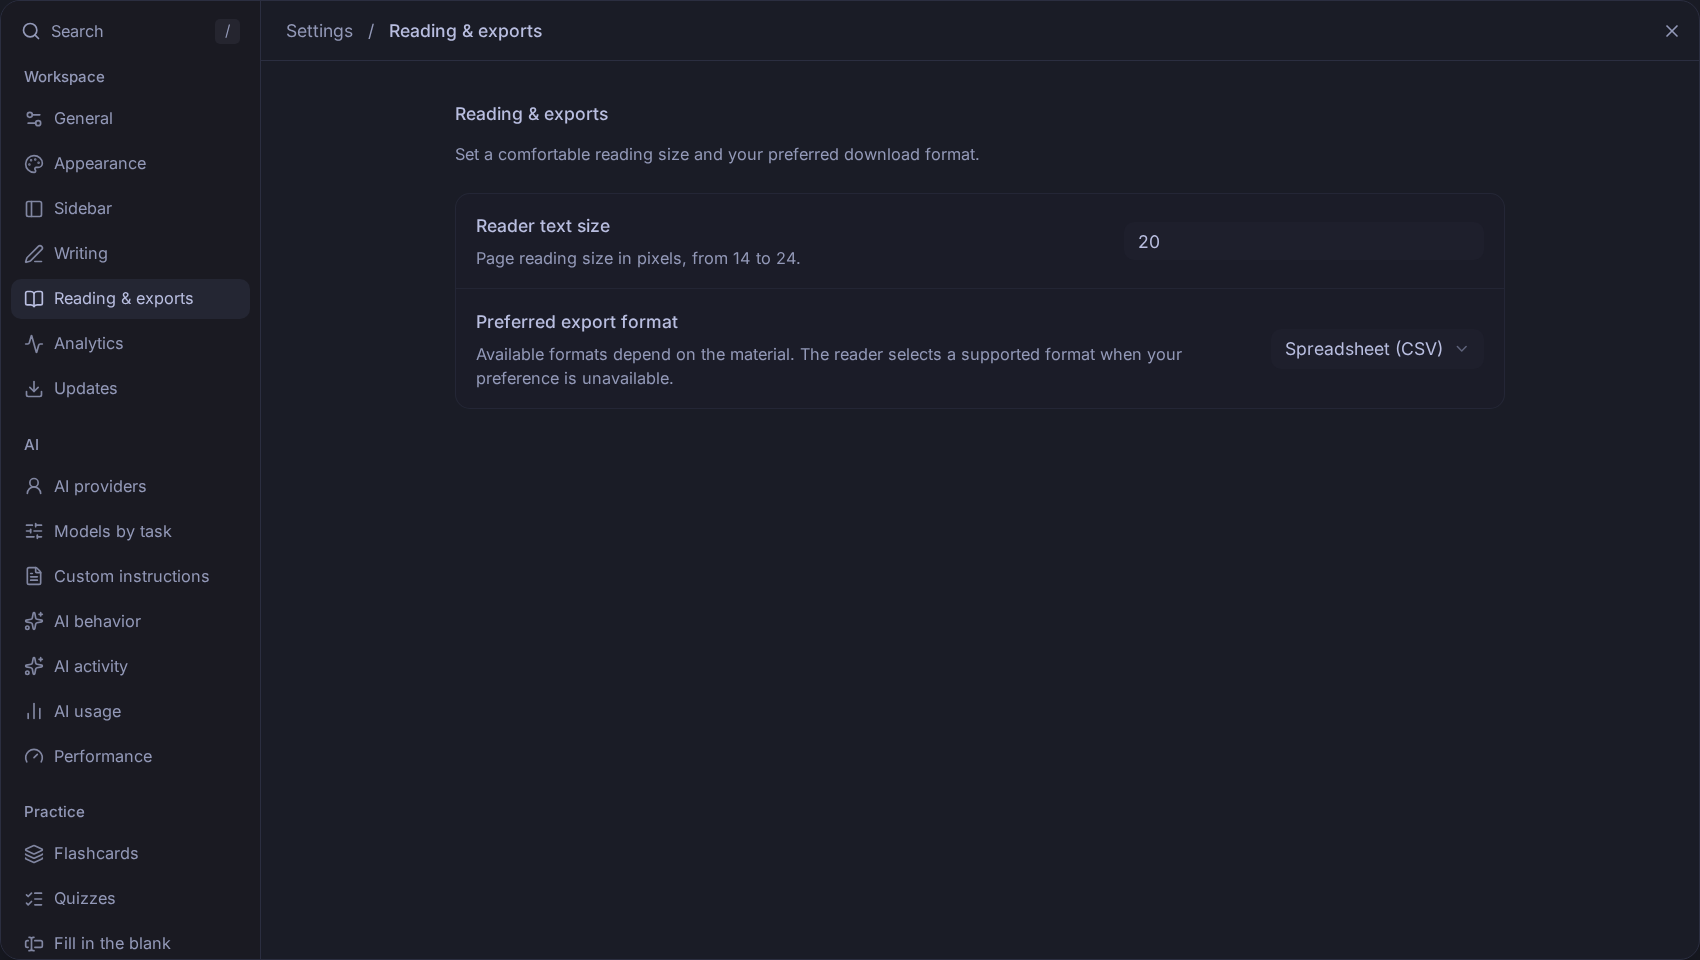 Search /
Workspace
General
Appearance
Sidebar
Writing
Reading & exports
Analytics
Updates
AI
AI providers
Models by task
Custom instructions
AI behavior
AI activity
AI usage
Performance
Practice
Flashcards
Quizzes
Fill in the blank
Settings / Reading & exports
Reading & exports
Set a comfortable reading size and your preferred download format.
Reader text size
Page reading size in pixels, from 14 to 24.
20
Preferred export format
Available formats depend on the material. The reader selects a supported format when your
preference is unavailable.
Spreadsheet (CSV)